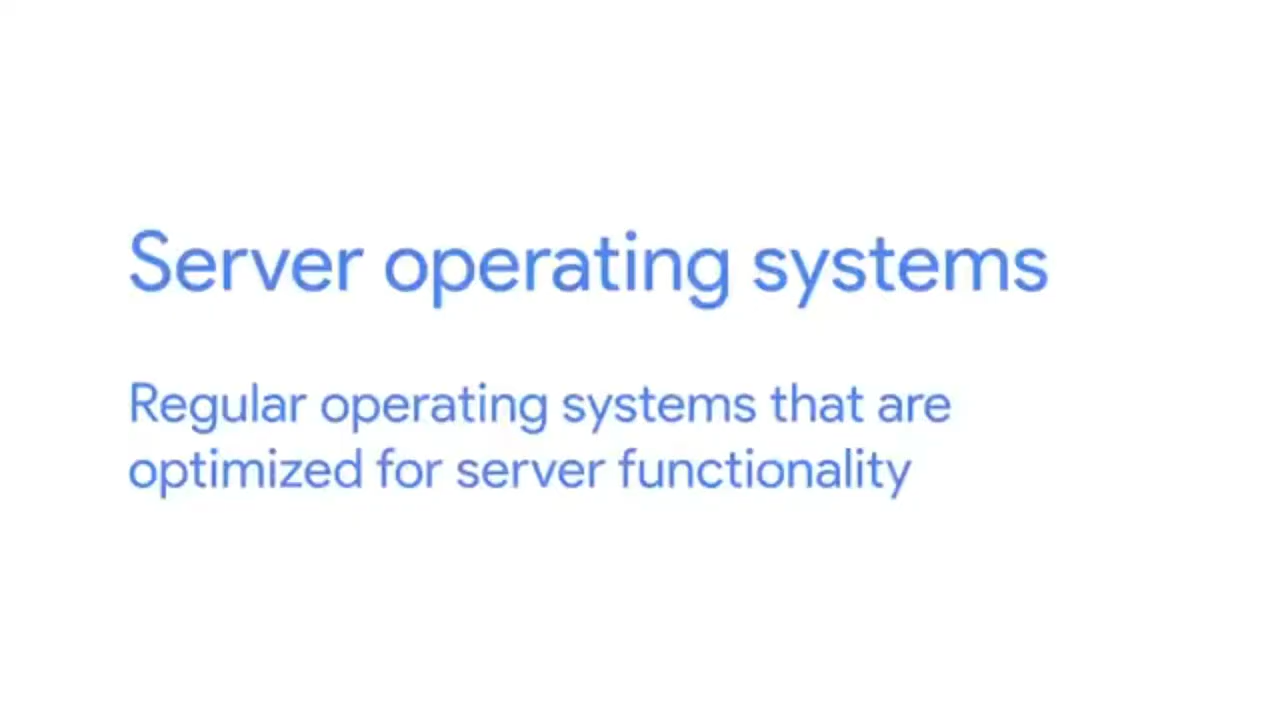 Server operating systems
Regular operating systems that are
optimized for server functionality